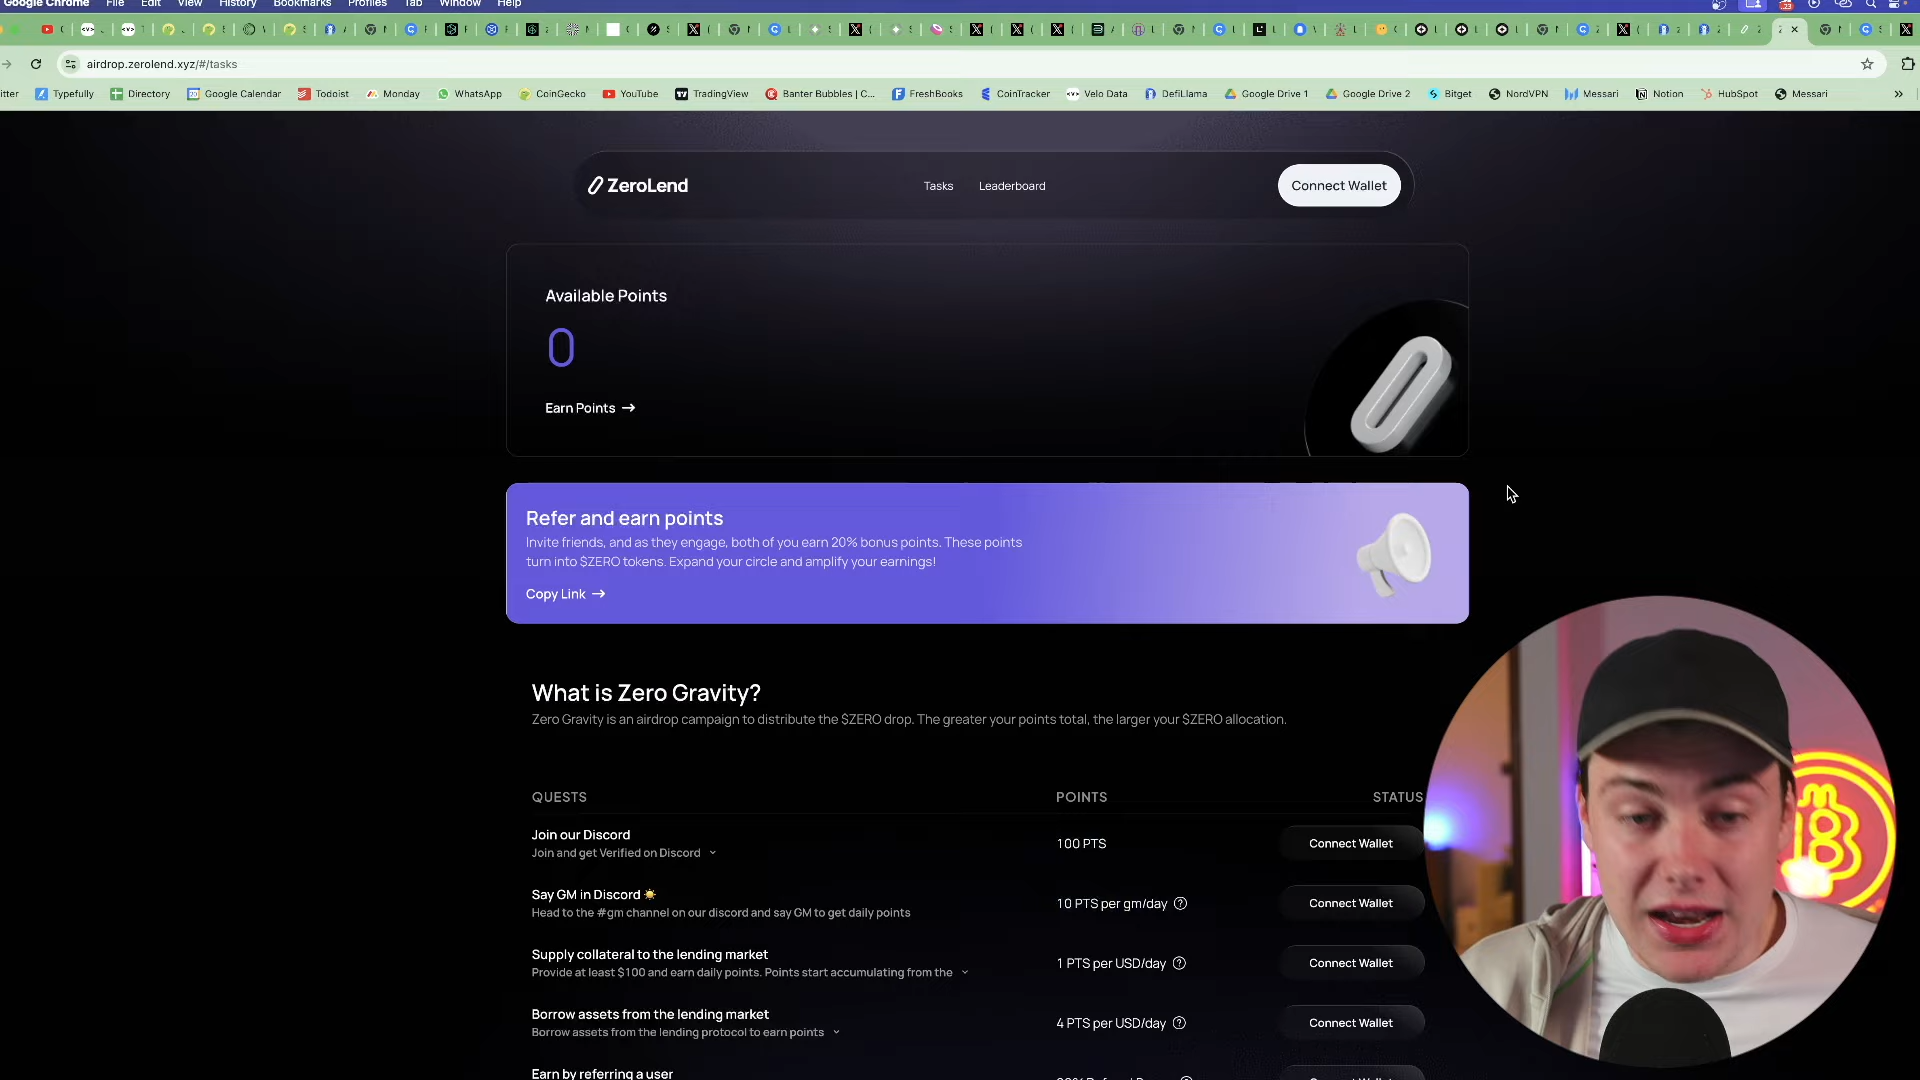 Google Chrome File Edit View History Bookmarks Profiles Tab Window Help
airdrop.zerolend.xyz/#/tasks
itter Typefully Directory Google Calendar Todoist Monday WhatsApp CoinGecko YouTube TradingView Banter Bubbles | C... FreshBooks CoinTracker Velo Data DefiLlama Google Drive 1 Google Drive 2 Bitget NordVPN Messari Notion HubSpot Messari
ZeroLend Tasks Leaderboard Connect Wallet
Available Points
0
Earn Points →
Refer and earn points
Invite friends, and as they engage, both of you earn 20% bonus points. These points
turn into $ZERO tokens. Expand your circle and amplify your earnings!
Copy Link →
What is Zero Gravity?
Zero Gravity is an airdrop campaign to distribute the $ZERO drop. The greater your points total, the larger your $ZERO allocation.
QUESTS POINTS STATUS
Join our Discord
Join and get Verified on Discord
100 PTS Connect Wallet
Say GM in Discord ☀️
Head to the #gm channel on our discord and say GM to get daily points
10 PTS per gm/day Connect Wallet
Supply collateral to the lending market
Provide at least $100 and earn daily points. Points start accumulating from the
1 PTS per USD/day Connect Wallet
Borrow assets from the lending market
Borrow assets from the lending protocol to earn points
4 PTS per USD/day Connect Wallet
Earn by referring a user